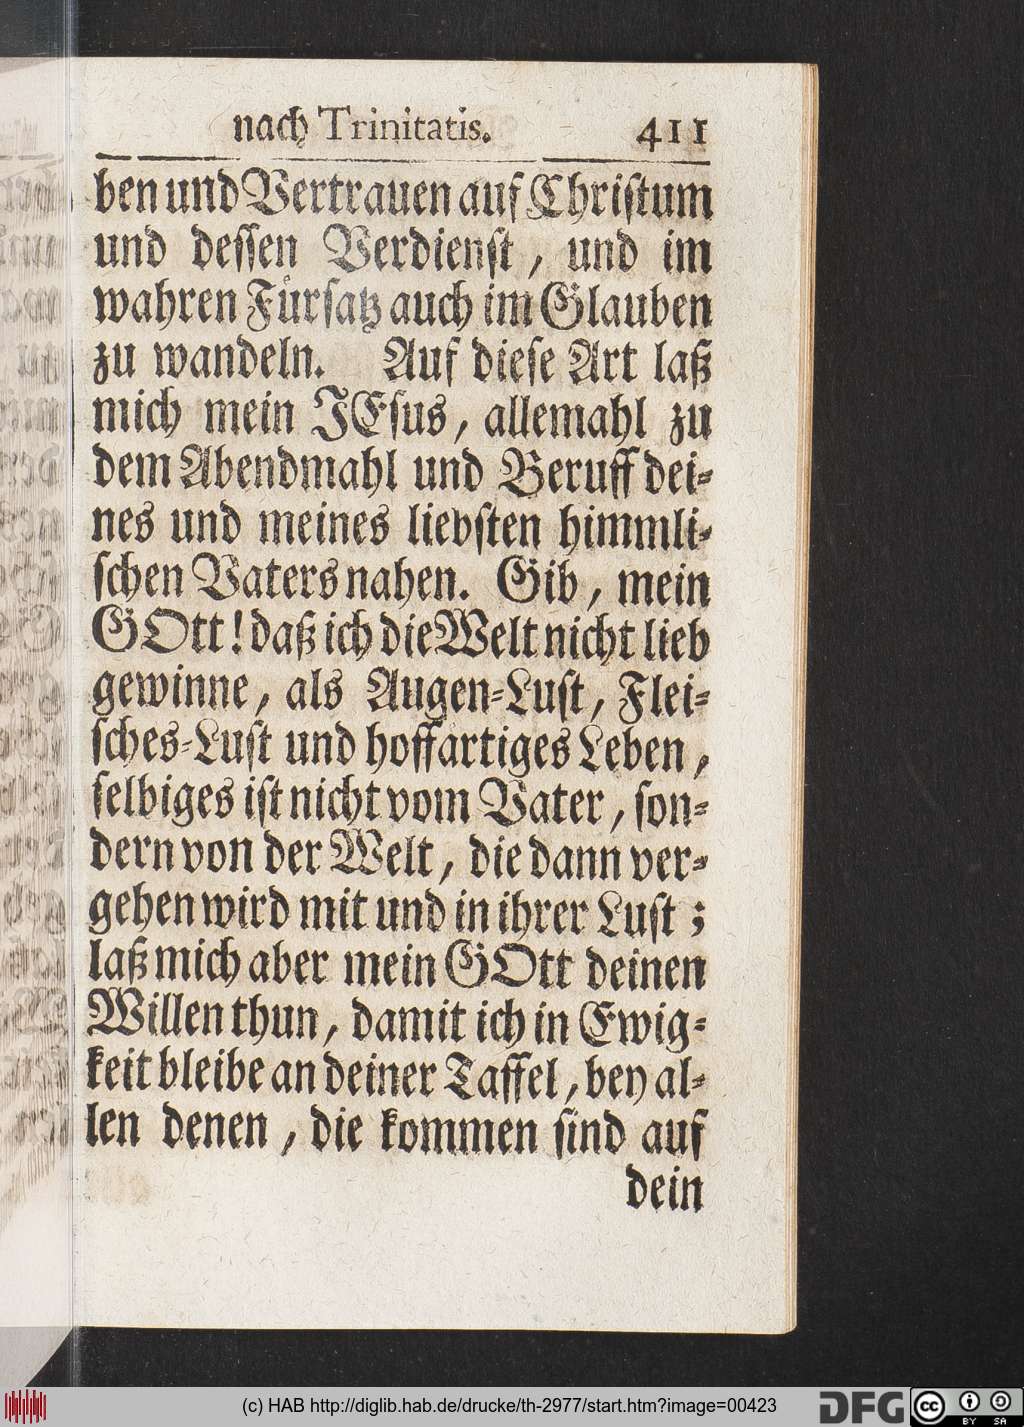 nach Trinitatis. 411
ben und Vertrauen auf Christum
und dessen Verdienst, und im
wahren Fürsatz auch im Glauben
zu wandeln. Auf diese Art laß
mich mein JEsus, allemahl zu
dem Abendmahl und Beruff dei-
nes und meines liebsten himmli-
schen Vaters nahen. Gib, mein
GOtt! daß ich die Welt nicht lieb
gewinne, als Augen-Lust, Flei-
sches-Lust und hoffartiges Leben,
selbiges ist nicht vom Vater, son-
dern von der Welt, die dann ver-
gehen wird mit und in ihrer Lust;
laß mich aber mein GOtt deinen
Willen thun, damit ich in Ewig-
keit bleibe an deiner Taffel, bey al-
len denen, die kommen sind auf
dein
(c) HAB http://diglib.hab.de/drucke/th-2977/start.htm?image=00423
DFG
cc BY SA